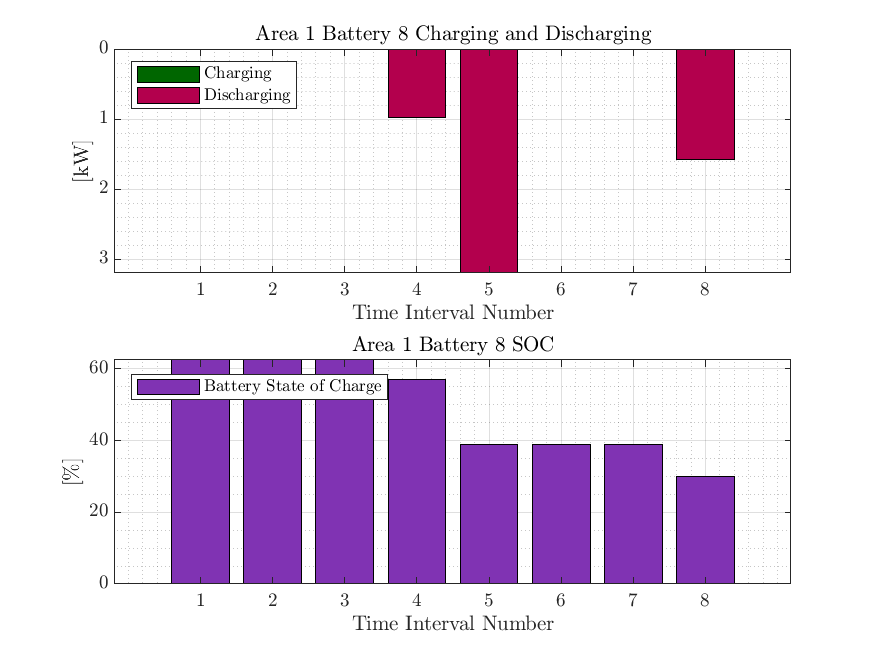 Area 1 Battery 8 Charging and Discharging
0
1
2
3
[kW]
Charging
Discharging
1 2 3 4 5 6 7 8
Time Interval Number
Area 1 Battery 8 SOC
60
40
20
0
[%]
Battery State of Charge
1 2 3 4 5 6 7 8
Time Interval Number